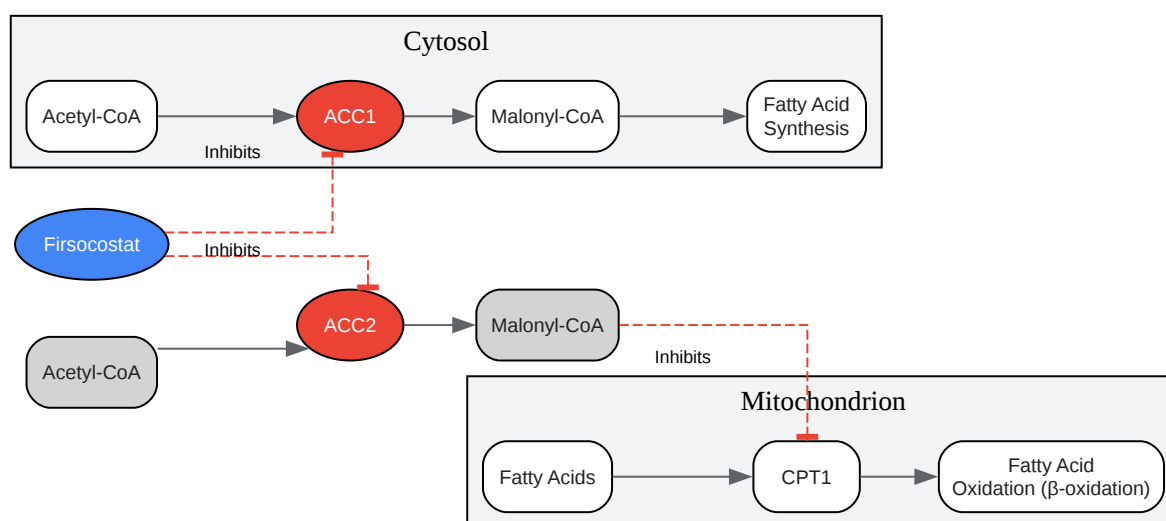 Cytosol
Acetyl-CoA
ACC1
Malonyl-CoA
Fatty Acid
Synthesis
Inhibits
Firsocostat
Inhibits
ACC2
Malonyl-CoA
Inhibits
Acetyl-CoA
Mitochondrion
Fatty Acids
CPT1
Fatty Acid
Oxidation (β-oxidation)